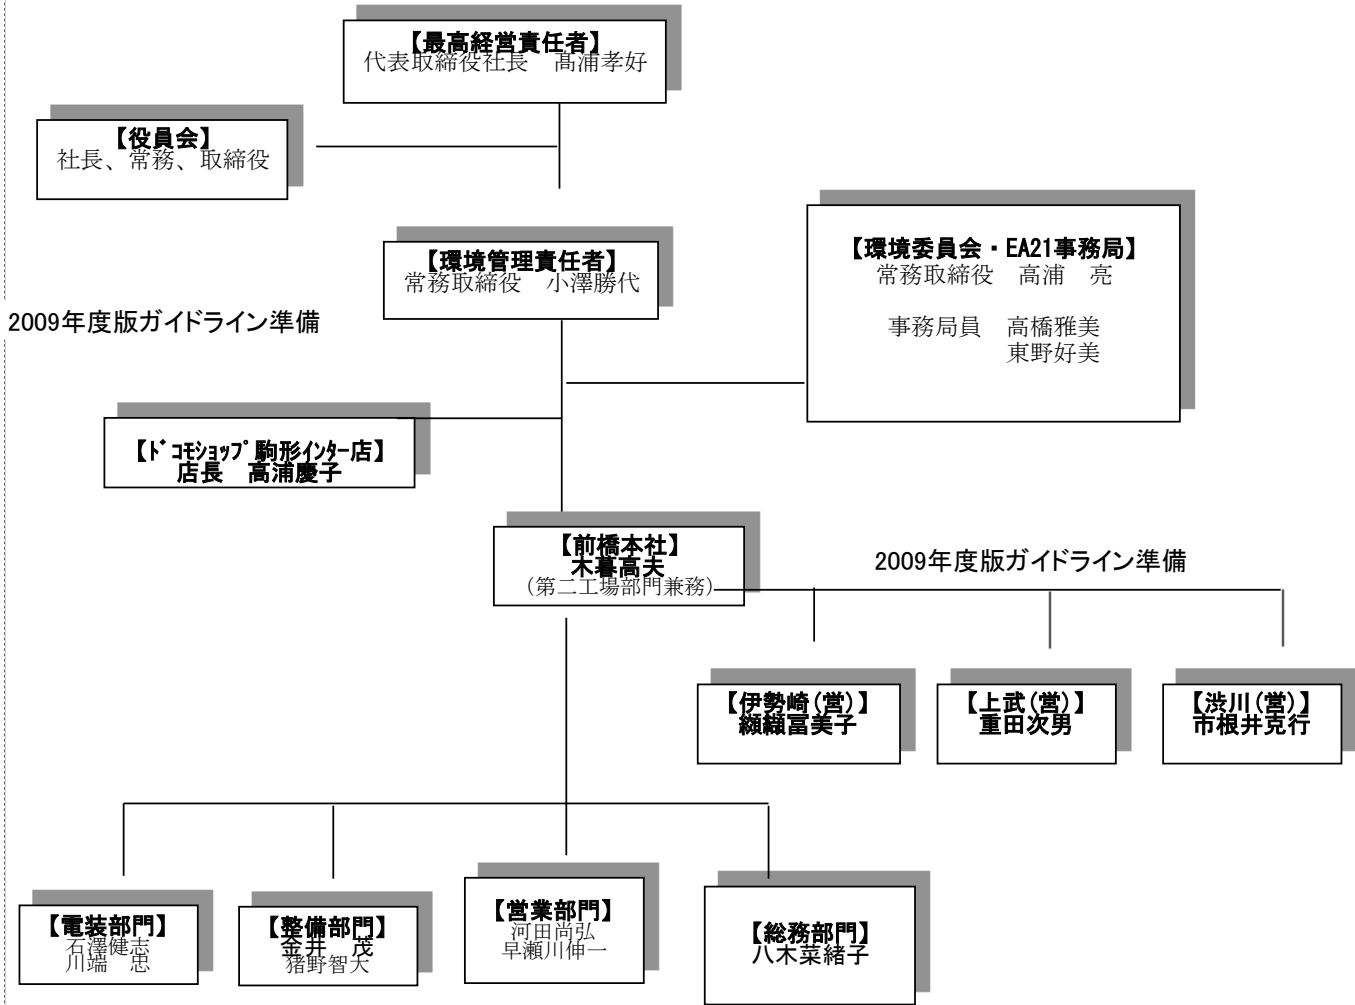 【最高経営責任者】
代表取締役社長　髙浦孝好
【役員会】
社長、常務、取締役
【環境管理責任者】
常務取締役　小澤勝代
【環境委員会・EA21事務局】
常務取締役　高浦　亮
事務局員　高橋雅美
東野好美
2009年度版ガイドライン準備
【ﾄﾞｺﾓｼｮｯﾌﾟ駒形ｲﾝﾀｰ店】
店長　高浦慶子
【前橋本社】
木暮高夫
(第二工場部門兼務)
2009年度版ガイドライン準備
【伊勢崎(営)】
纐纈冨美子
【上武(営)】
重田次男
【渋川(営)】
市根井克行
【電装部門】
石澤健志
川端　忠
【整備部門】
金井　茂
猪野智大
【営業部門】
河田尚弘
早瀬川伸一
【総務部門】
八木菜緒子